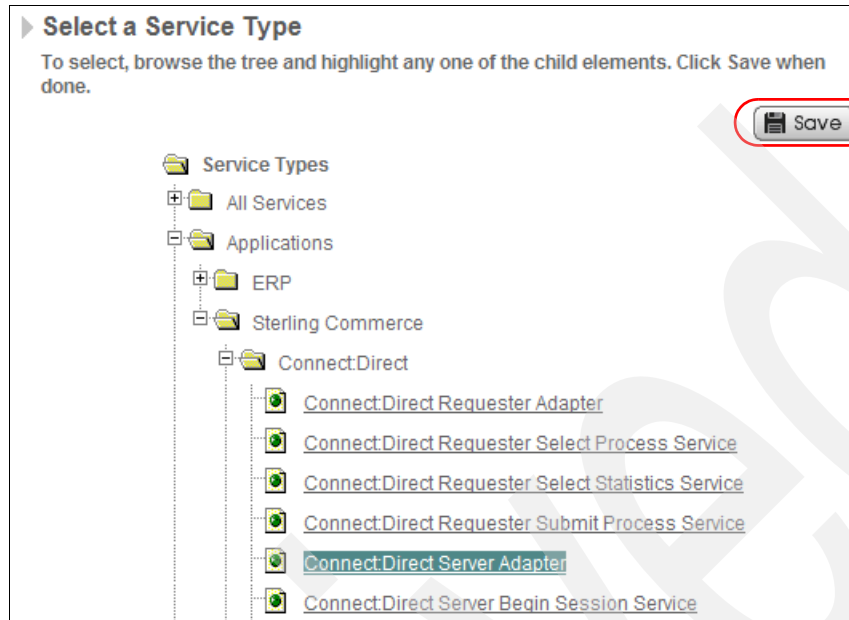 Select a Service Type
To select, browse the tree and highlight any one of the child elements. Click Save when
done.
Save
Service Types
All Services
Applications
ERP
Sterling Commerce
Connect:Direct
Connect:Direct Requester Adapter
Connect:Direct Requester Select Process Service
Connect:Direct Requester Select Statistics Service
Connect:Direct Requester Submit Process Service
Connect:Direct Server Adapter
Connect:Direct Server Begin Session Service